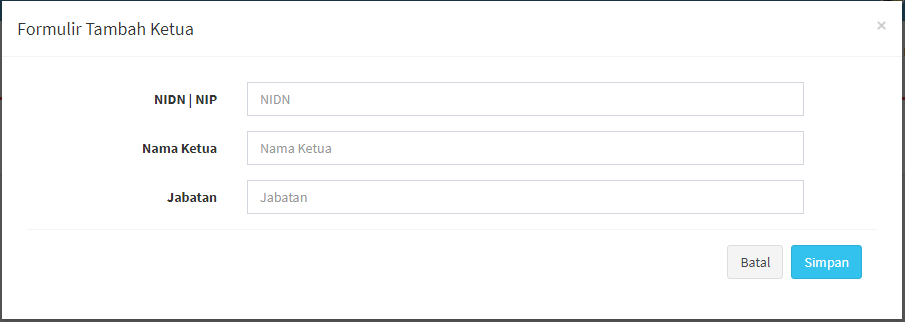 Formulir Tambah Ketua ×
NIDN | NIP NIDN
Nama Ketua Nama Ketua
Jabatan Jabatan
Batal Simpan